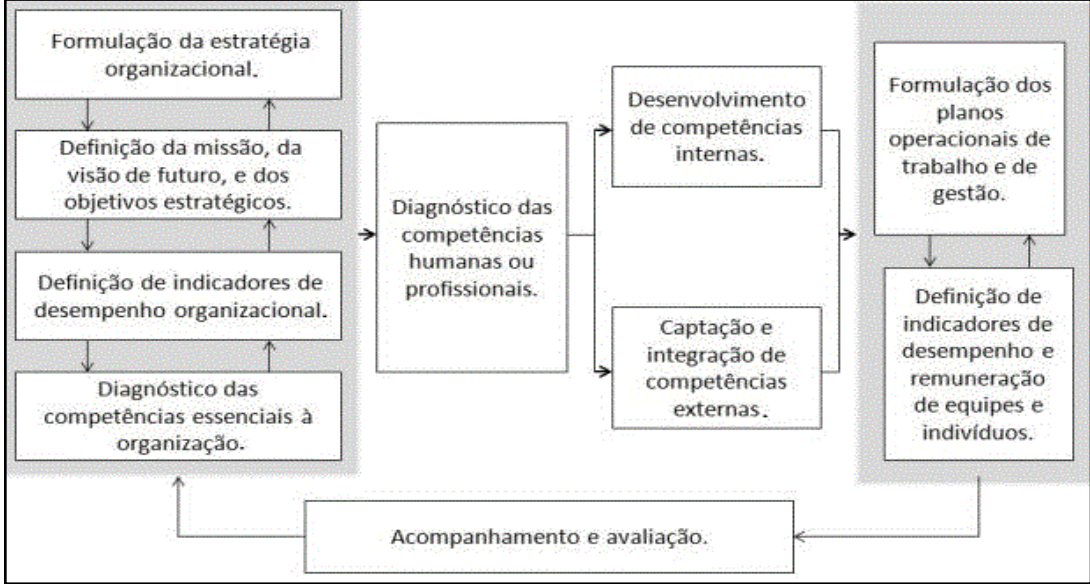 Formulação da estratégia
organizacional.
Definição da missão, da
visão de futuro, e dos
objetivos estratégicos.
Definição de indicadores de
desempenho organizacional.
Diagnóstico das
competências essenciais à
organização.
Diagnóstico das
competências
humanas ou
profissionais.
Desenvolvimento
de competências
internas.
Captação e
integração de
competências
externas.
Formulação dos
planos
operacionais de
trabalho e de
gestão.
Definição de
indicadores de
desempenho e
remuneração
de equipes e
indivíduos.
Acompanhamento e avaliação.